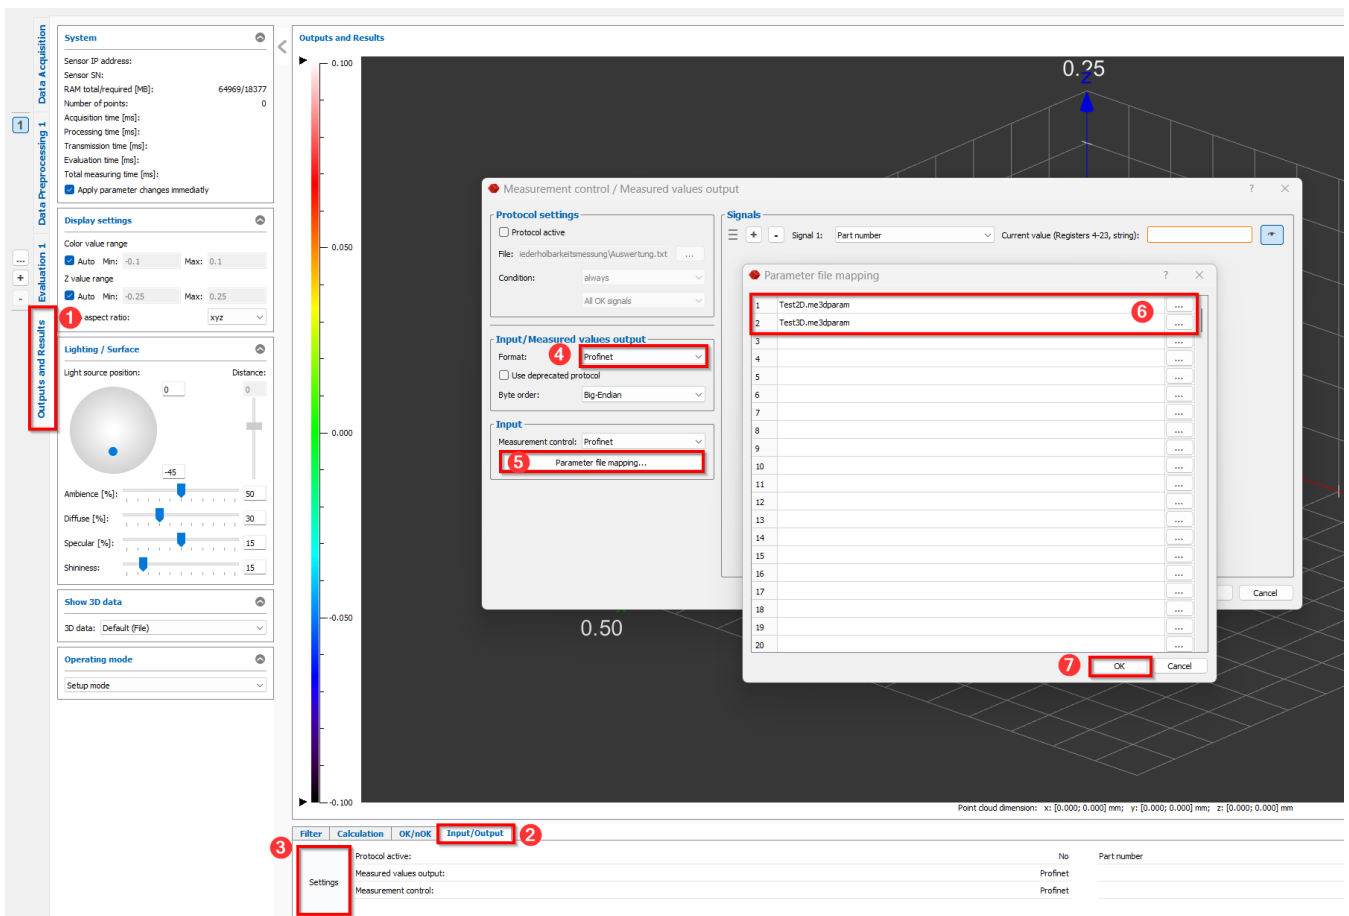 Data Acquisition
Data Preprocessing 1
Evaluation 1
Outputs and Results
1
...
+
-
System
Sensor IP address:
Sensor SN:
RAM total/required [MB]: 64969/18377
Number of points: 0
Acquisition time [ms]:
Processing time [ms]:
Transmission time [ms]:
Evaluation time [ms]:
Total measuring time [ms]:
Apply parameter changes immediatly
Display settings
Color value range
Auto Min: -0.1 Max: 0.1
Z value range
Auto Min: -0.25 Max: 0.25
1 aspect ratio: xyz
Lighting / Surface
Light source position: Distance:
0 0
-45
Ambience [%]: 50
Diffuse [%]: 30
Specular [%]: 15
Shininess: 15
Show 3D data
3D data: Default (File)
Operating mode
Setup mode
Outputs and Results
0.100
0.050
0.000
-0.050
-0.100
0.25
z
0.50
Measurement control / Measured values output ? ×
Protocol settings
Protocol active
File: iederholbarkeitsmessung\Auswertung.txt ...
Condition: always
All OK signals
Input/Measured values output
Format: 4 Profinet
Use deprecated protocol
Byte order: Big-Endian
Input
Measurement control: Profinet
5 Parameter file mapping...
Signals
+ - Signal 1: Part number Current value (Registers 4-23, string):
Cancel
Parameter file mapping ? ×
1 Test2D.me3dparam ...
2 Test3D.me3dparam ...
6
3 ...
4 ...
5 ...
6 ...
7 ...
8 ...
9 ...
10 ...
11 ...
12 ...
13 ...
14 ...
15 ...
16 ...
17 ...
18 ...
19 ...
20 ...
7 OK Cancel
Point cloud dimension: x: [0.000; 0.000] mm; y: [0.000; 0.000] mm; z: [0.000; 0.000] mm
Filter Calculation OK/nOK Input/Output 2
3
Settings
Protocol active: No Part number
Measured values output: Profinet
Measurement control: Profinet